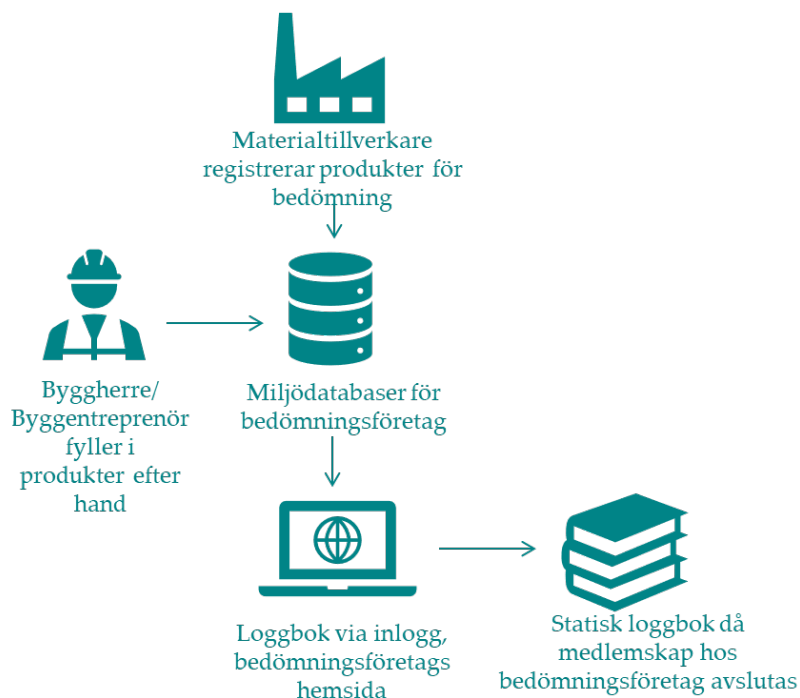 Materialtillverkare
registrerar produkter för
bedömning
Byggherre/
Byggentreprenör
fyller i
produkter efter
hand
Miljödatabaser för
bedömningsföretag
Loggbok via inlogg,
bedömningsföretags
hemsida
Statisk loggbok då
medlemskap hos
bedömningsföretag avslutas